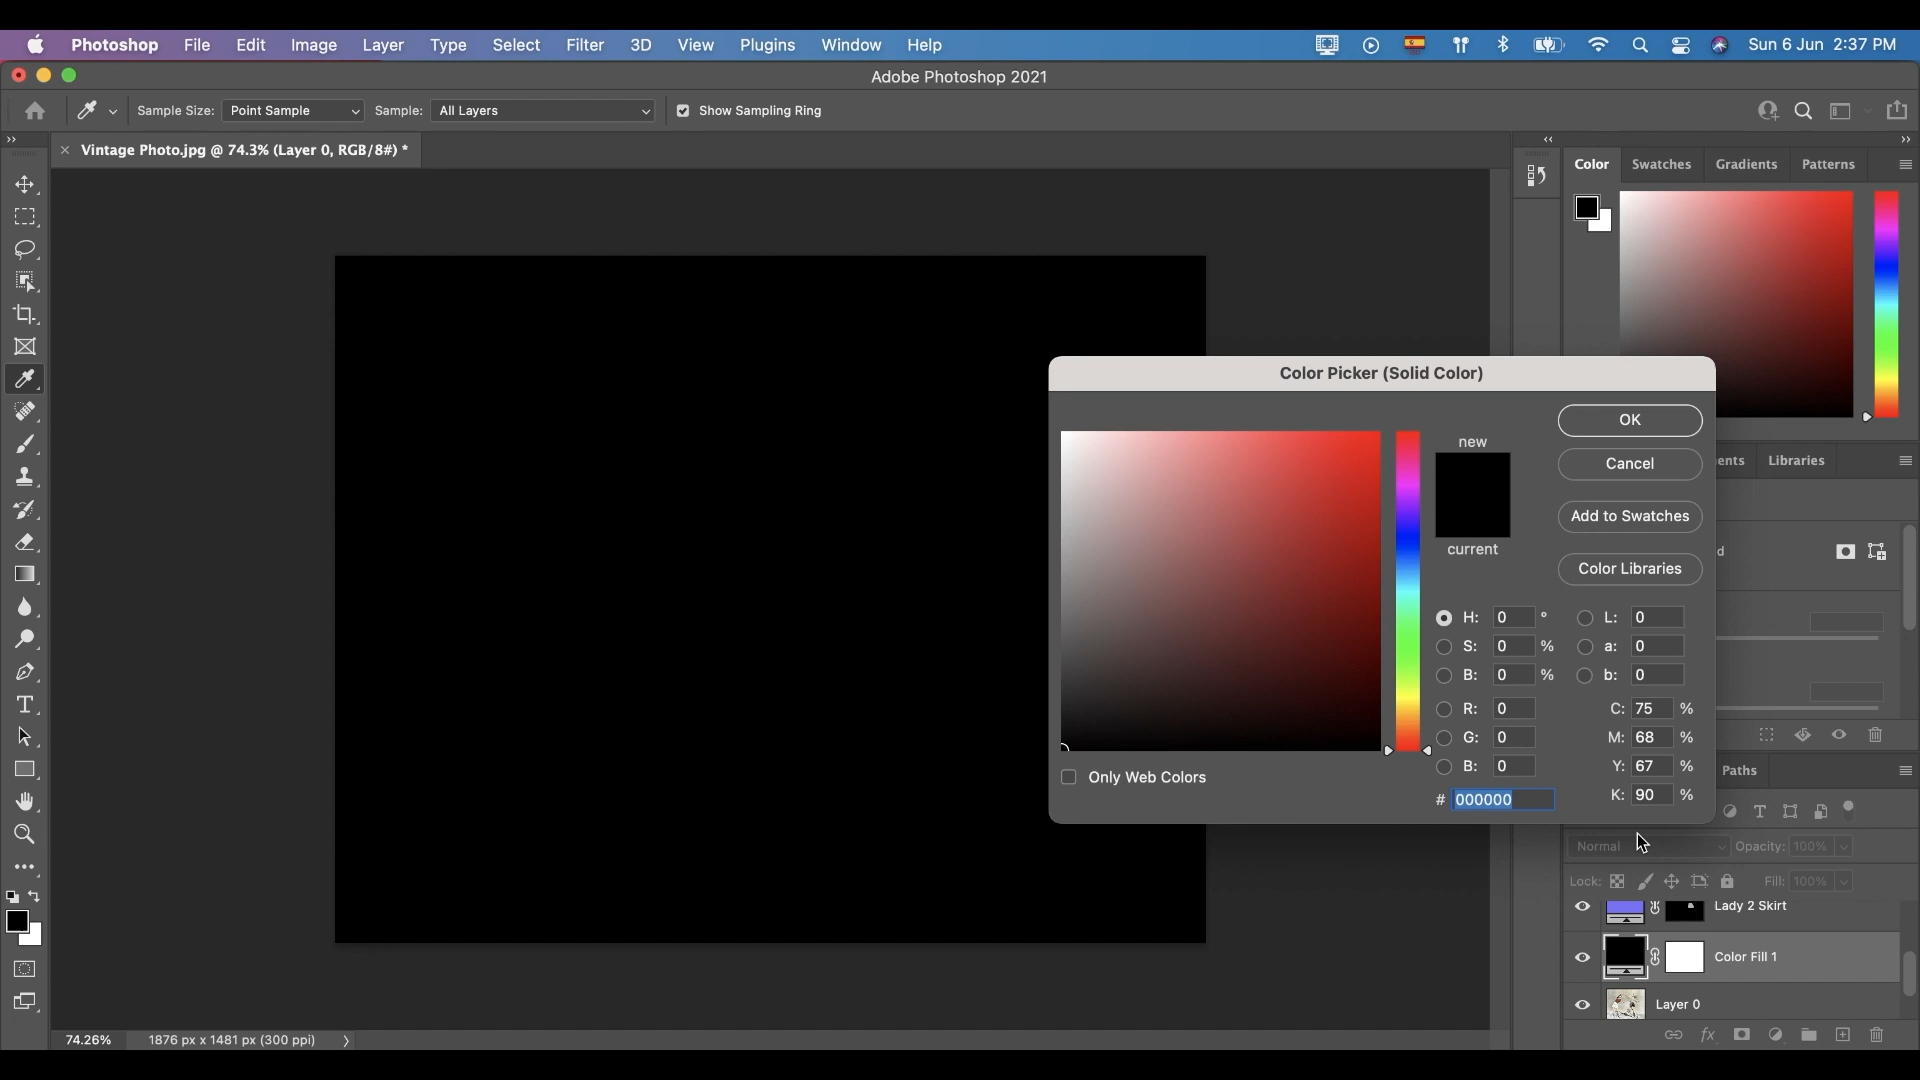 Photoshop File Edit Image Layer Type Select Filter 3D View Plugins Window Help Sun 6 Jun 2:37 PM
Adobe Photoshop 2021
Sample Size: Point Sample Sample: All Layers Show Sampling Ring
Vintage Photo.jpg @ 74.3% (Layer 0, RGB/8#) *
Color Swatches Gradients Patterns
Color Picker (Solid Color)
OK
new
Cancel
ents Libraries
Add to Swatches
current
d
Color Libraries
H: 0 ° L: 0
S: 0 % a: 0
B: 0 % b: 0
R: 0 C: 75 %
G: 0 M: 68 %
B: 0 Y: 67 %
# 000000 K: 90 %
Only Web Colors
Paths
Normal Opacity: 100%
Lock: Fill: 100%
Lady 2 Skirt
Color Fill 1
Layer 0
74.26% 1876 px x 1481 px (300 ppi)